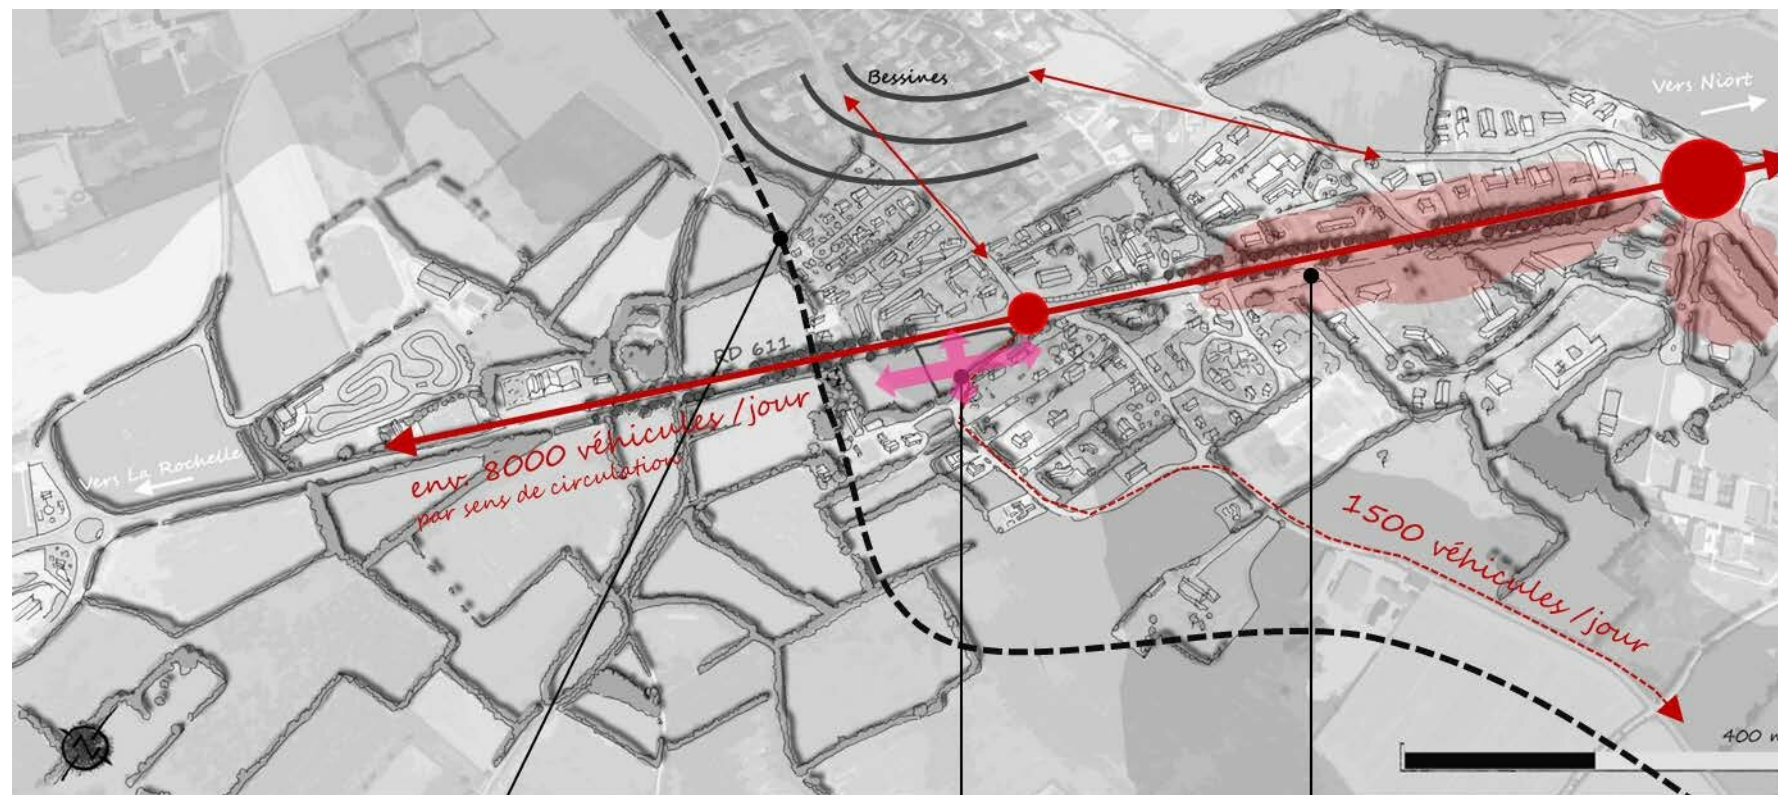 Bessines
Vers Niort
RD 611
env. 8000 véhicules /jour
par sens de circulation
Vers La Rochelle
1500 véhicules /jour
400 m
N